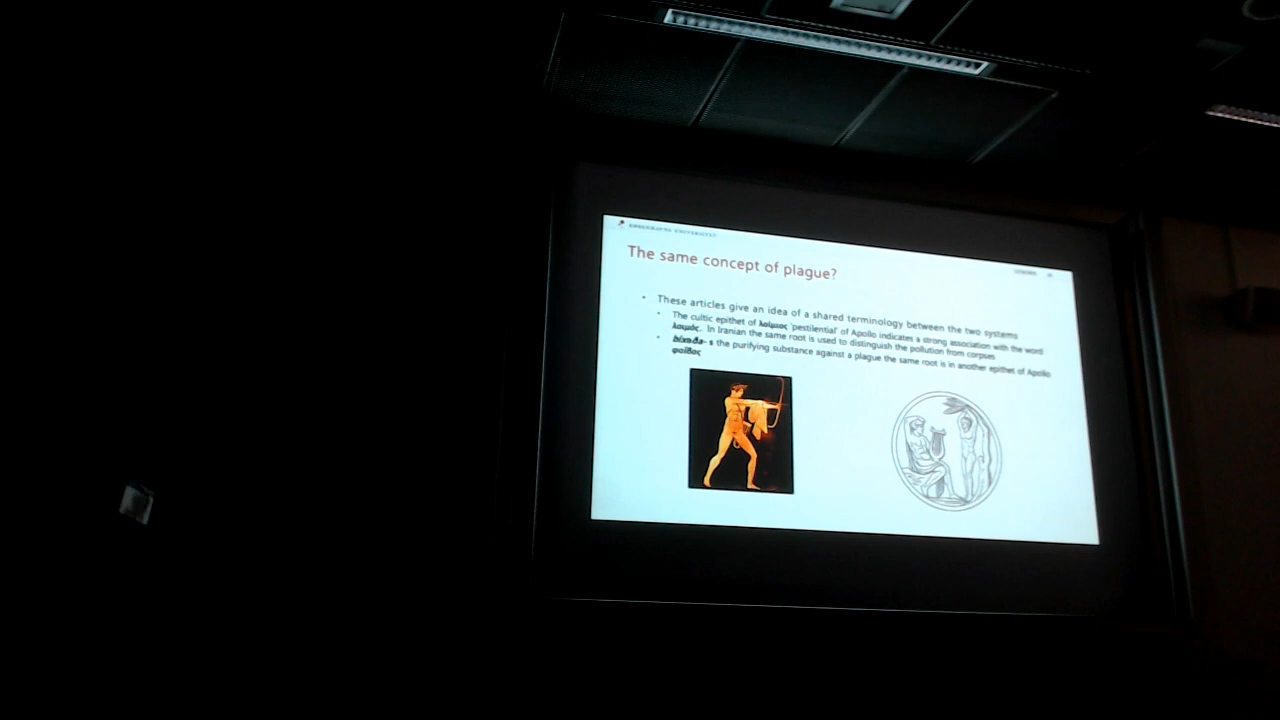 The same concept of plague?
• These articles give an idea of a shared terminology between the two systems
• The cultic epithet of λοίμιος 'pestilential' of Apollo indicates a strong association with the word
λοιμός. In Iranian the same root is used to distinguish the pollution from corpses
• s the purifying substance against a plague the same root is in another epithet of Apollo